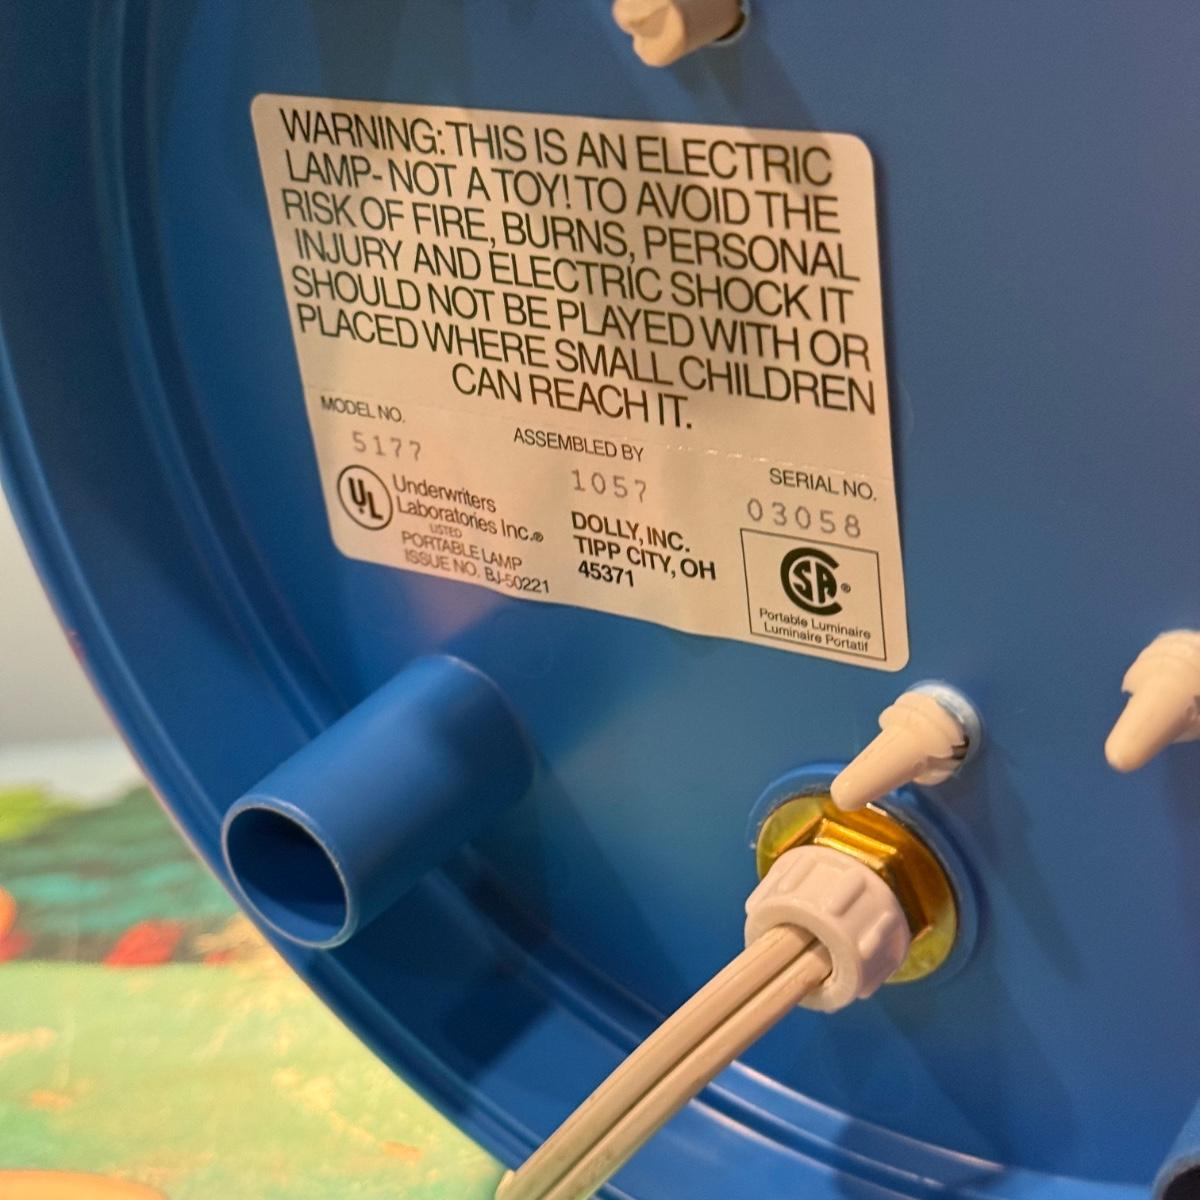 WARNING: THIS IS AN ELECTRIC
LAMP- NOT A TOY! TO AVOID THE
RISK OF FIRE, BURNS, PERSONAL
INJURY AND ELECTRIC SHOCK IT
SHOULD NOT BE PLAYED WITH OR
PLACED WHERE SMALL CHILDREN
CAN REACH IT.
MODEL NO.
5177
ASSEMBLED BY
1057
SERIAL NO.
03058
UL
Underwriters
Laboratories Inc.®
LISTED
PORTABLE LAMP
ISSUE NO. BJ-50221
DOLLY, INC.
TIPP CITY, OH
45371
CSA®
Portable Luminaire
Luminaire Portatif